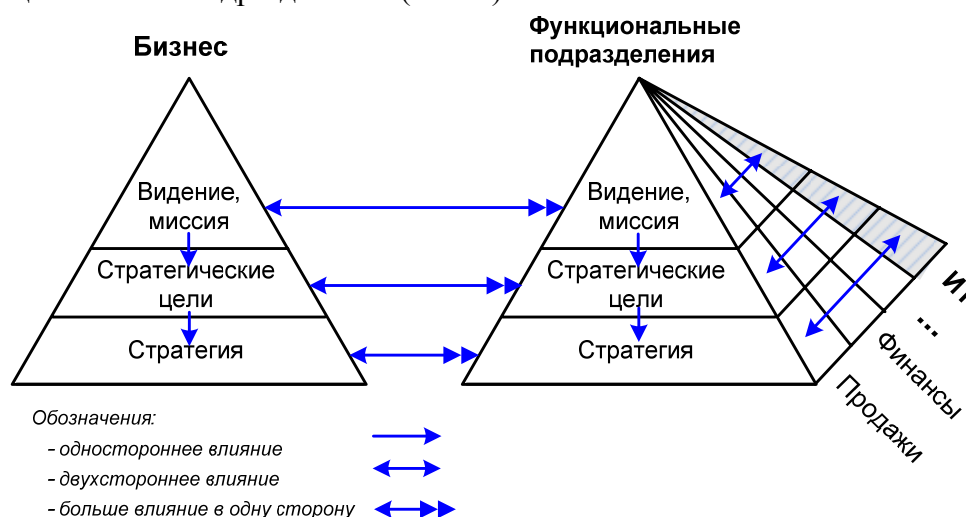 Бизнес
Функциональные
подразделения
Видение,
миссия
Стратегические
цели
Стратегия
Видение,
миссия
Стратегические
цели
Стратегия
...
Финансы
Продажи
Обозначения:
- одностороннее влияние
- двухстороннее влияние
- больше влияние в одну сторону